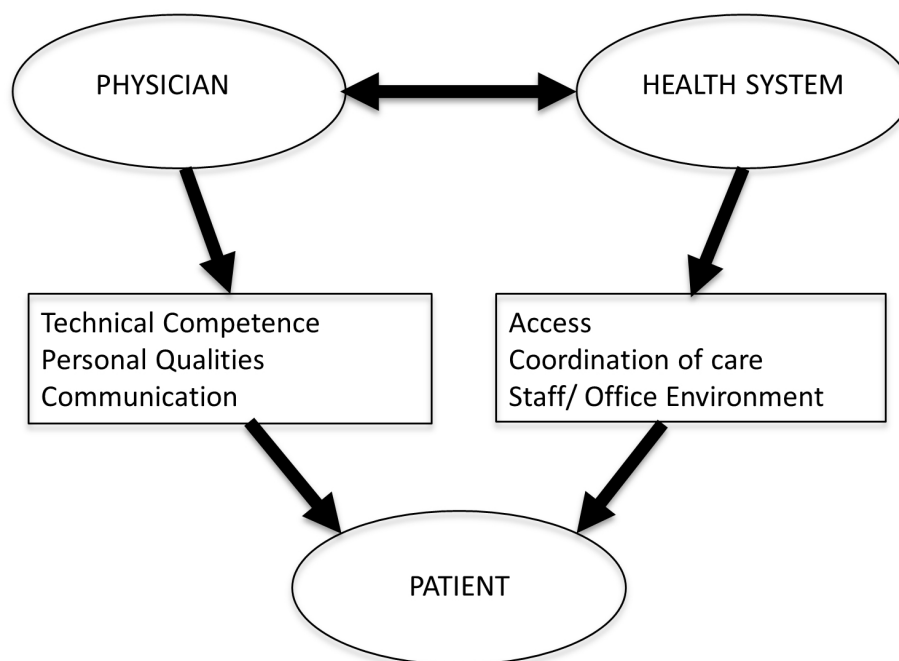 PHYSICIAN
HEALTH SYSTEM
Technical Competence
Personal Qualities
Communication
Access
Coordination of care
Staff/ Office Environment
PATIENT